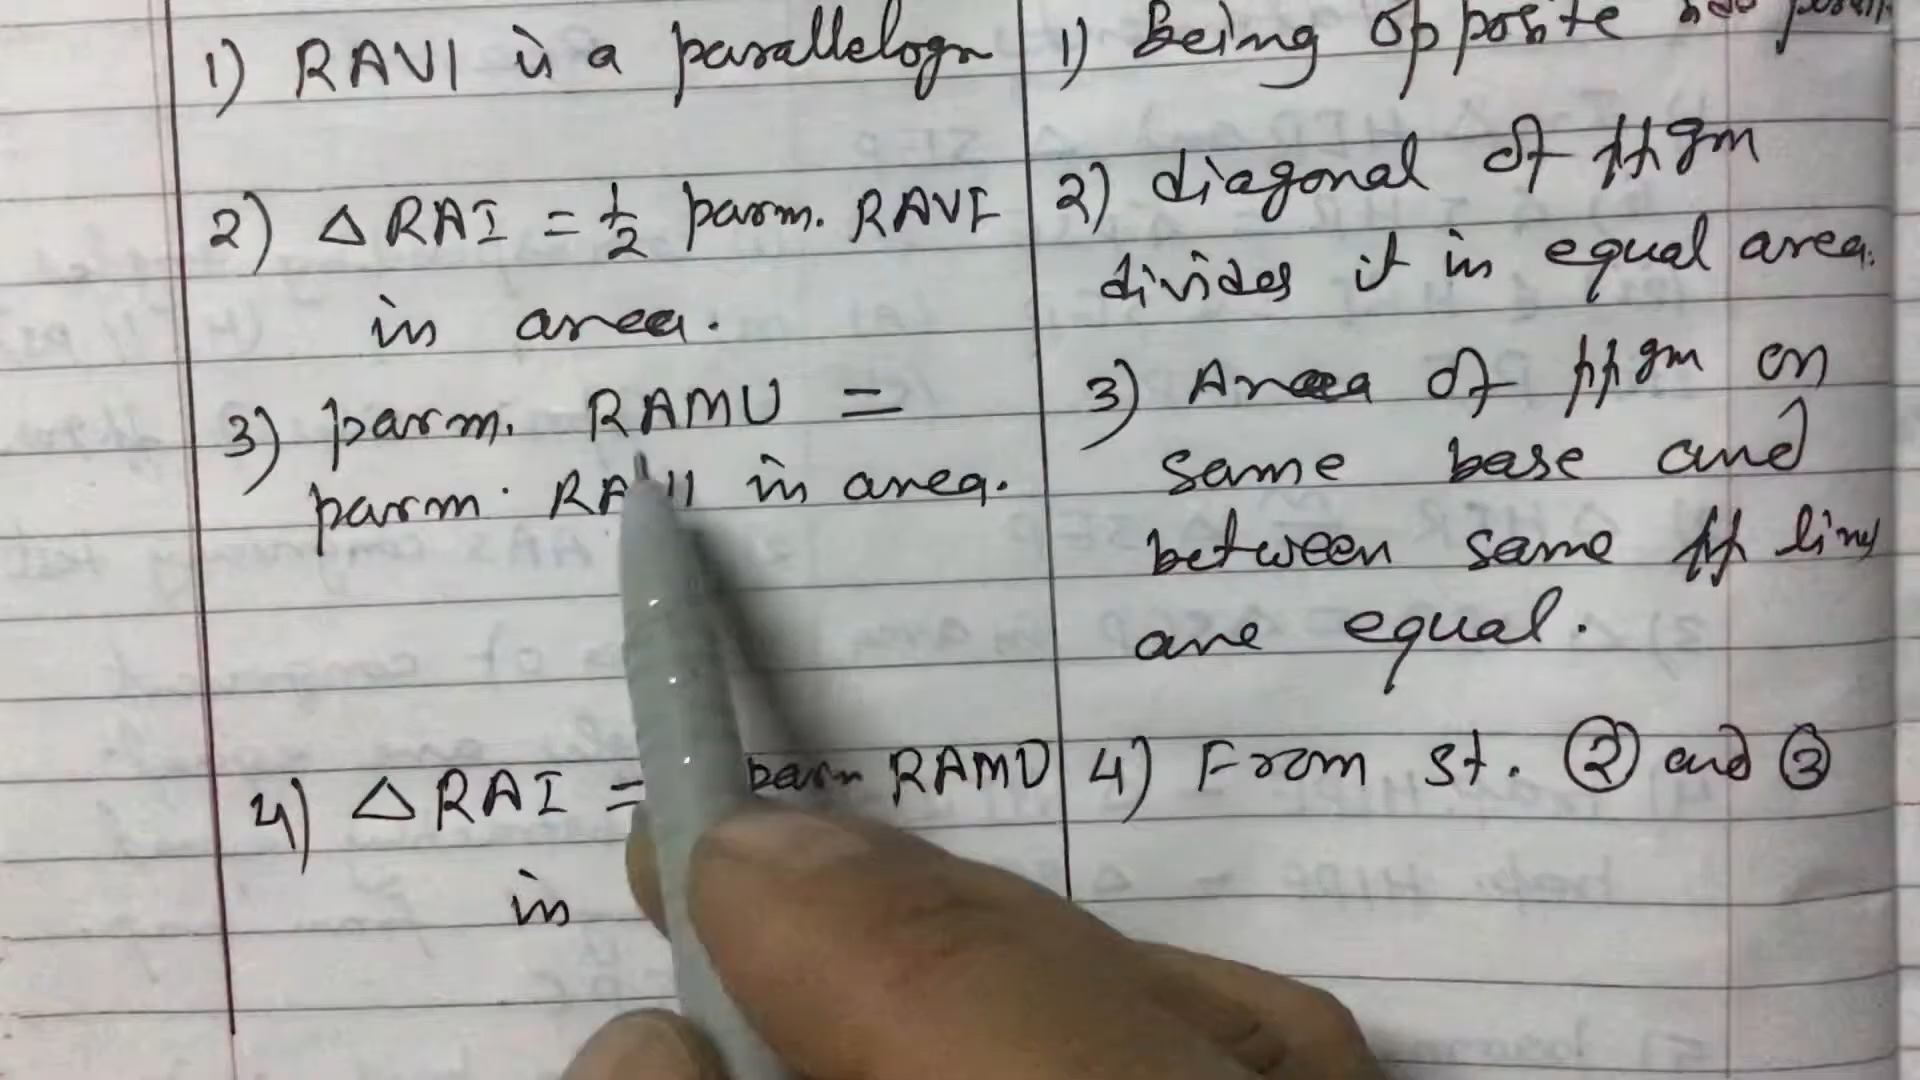 1) RAVI is a parallelogm
1) Being opposite
2) △ RAI = 1/2 parm. RAVI
in area.
2) diagonal of //gm
divides it in equal area.
3) parm. RAMU =
parm. RA in area.
3) Area of //gm on
same base and
between same // lines
are equal.
4) △ RAI = parm RAMU
in
4) From st. ② and ③